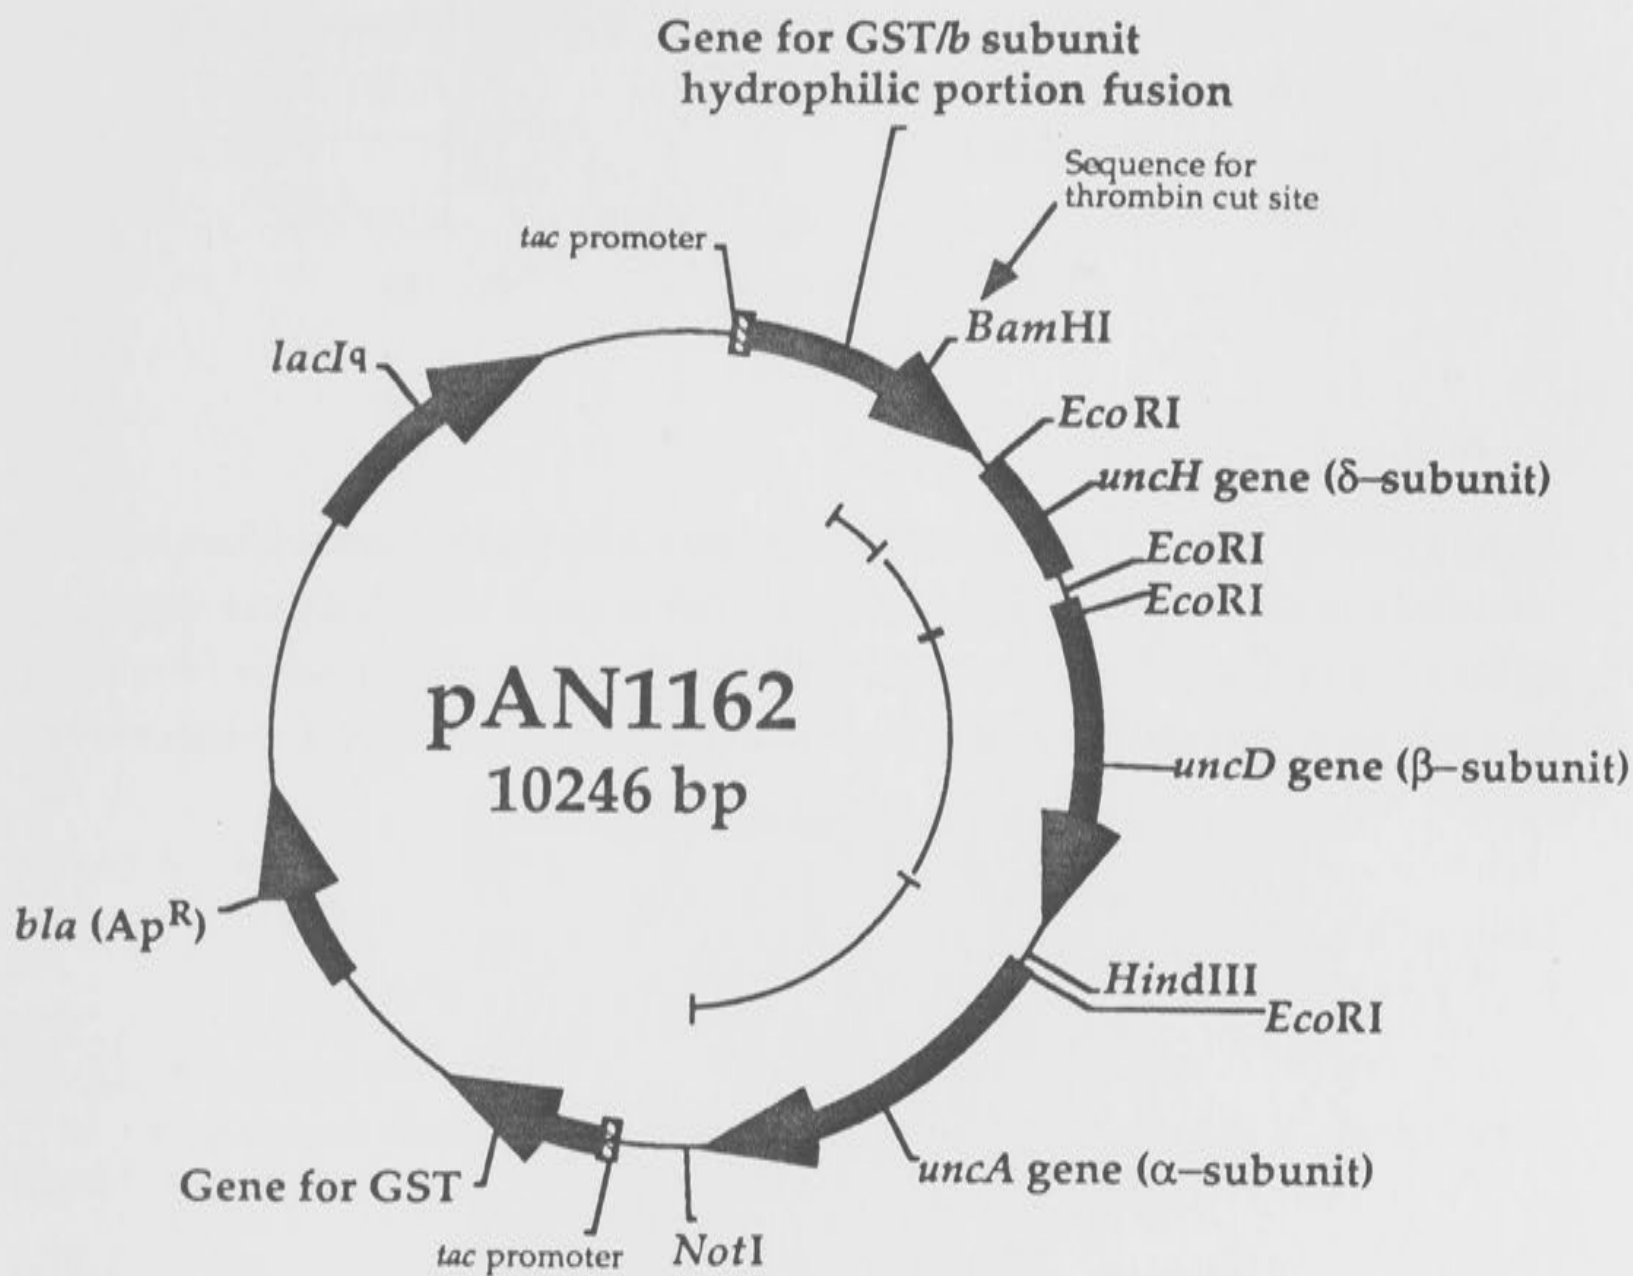 Gene for GST/b subunit
hydrophilic portion fusion
Sequence for
thrombin cut site
tac promoter
BamHI
lacIq
EcoRI
uncH gene (δ–subunit)
EcoRI
EcoRI
pAN1162
10246 bp
uncD gene (β–subunit)
bla (ApR)
HindIII
EcoRI
uncA gene (α–subunit)
Gene for GST
tac promoter
NotI